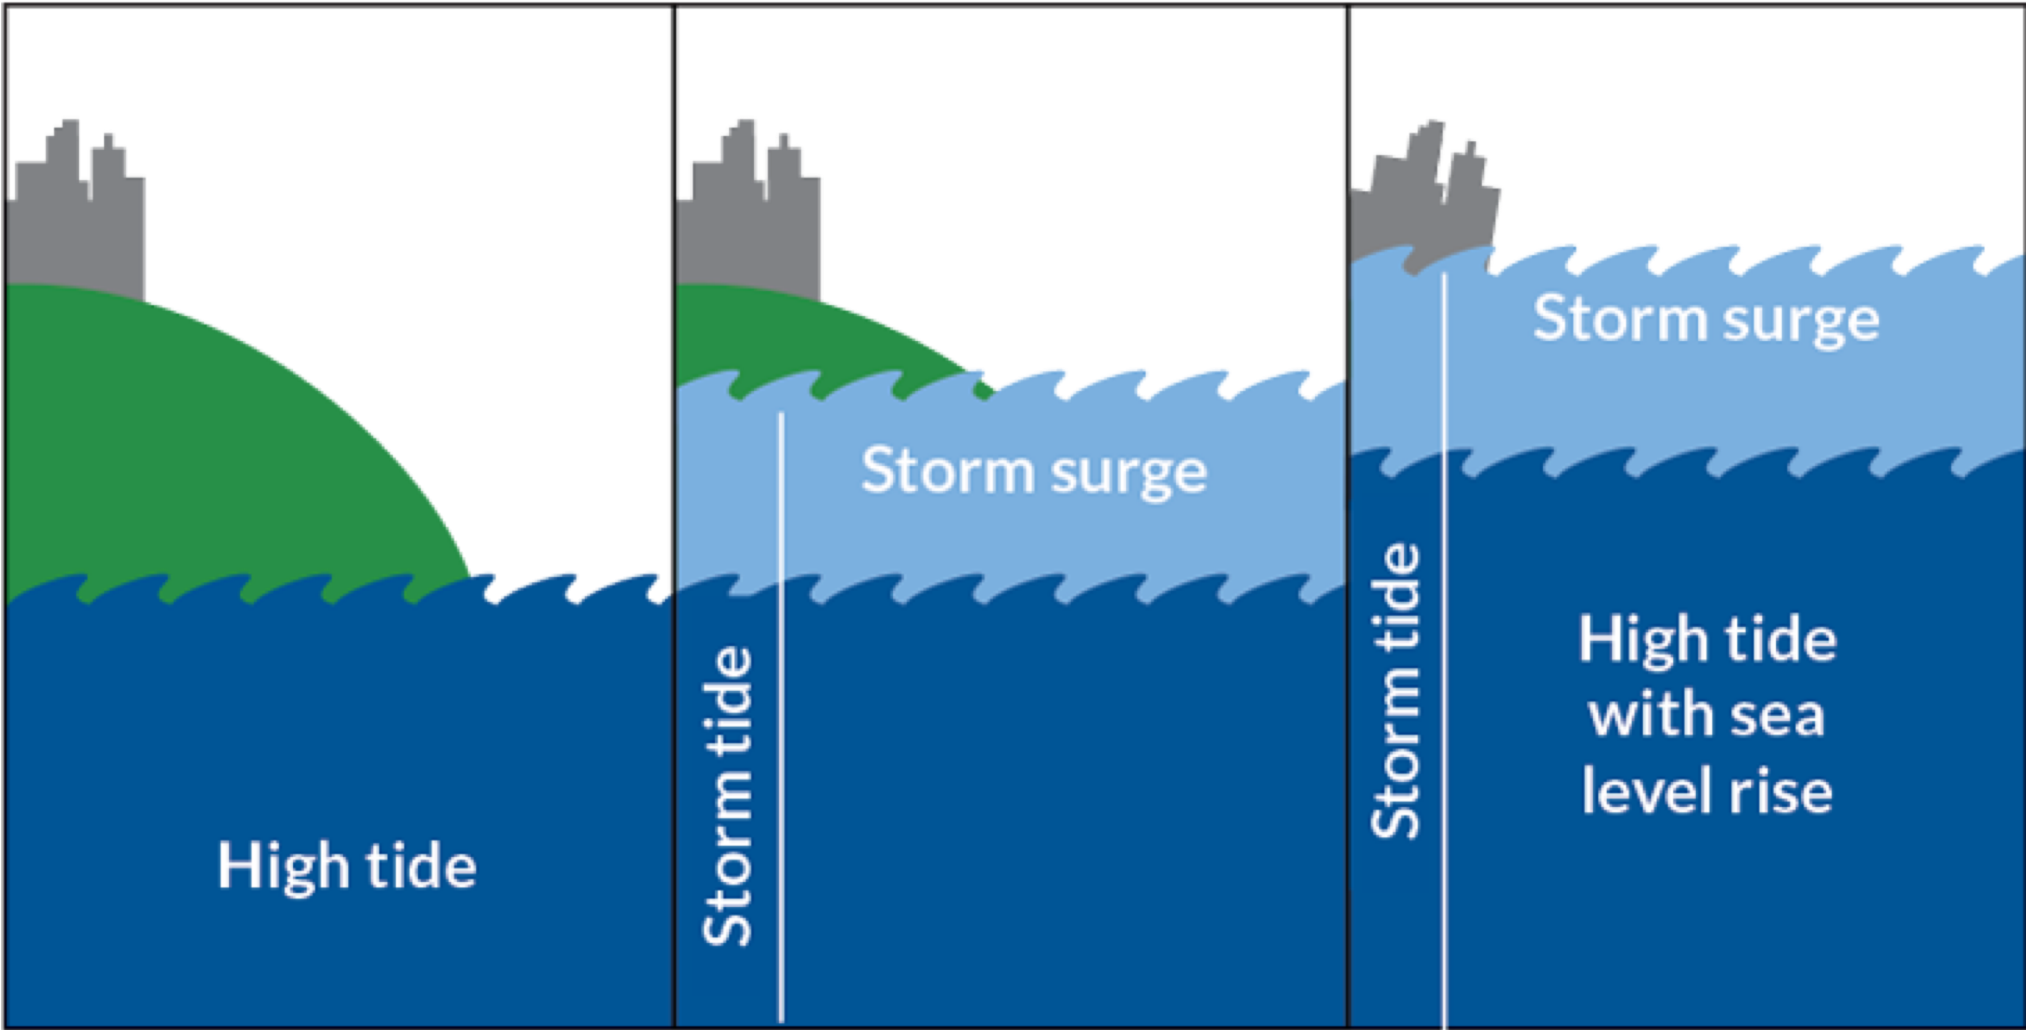 High tide
Storm tide
Storm surge
Storm tide
Storm surge
High tide
with sea
level rise